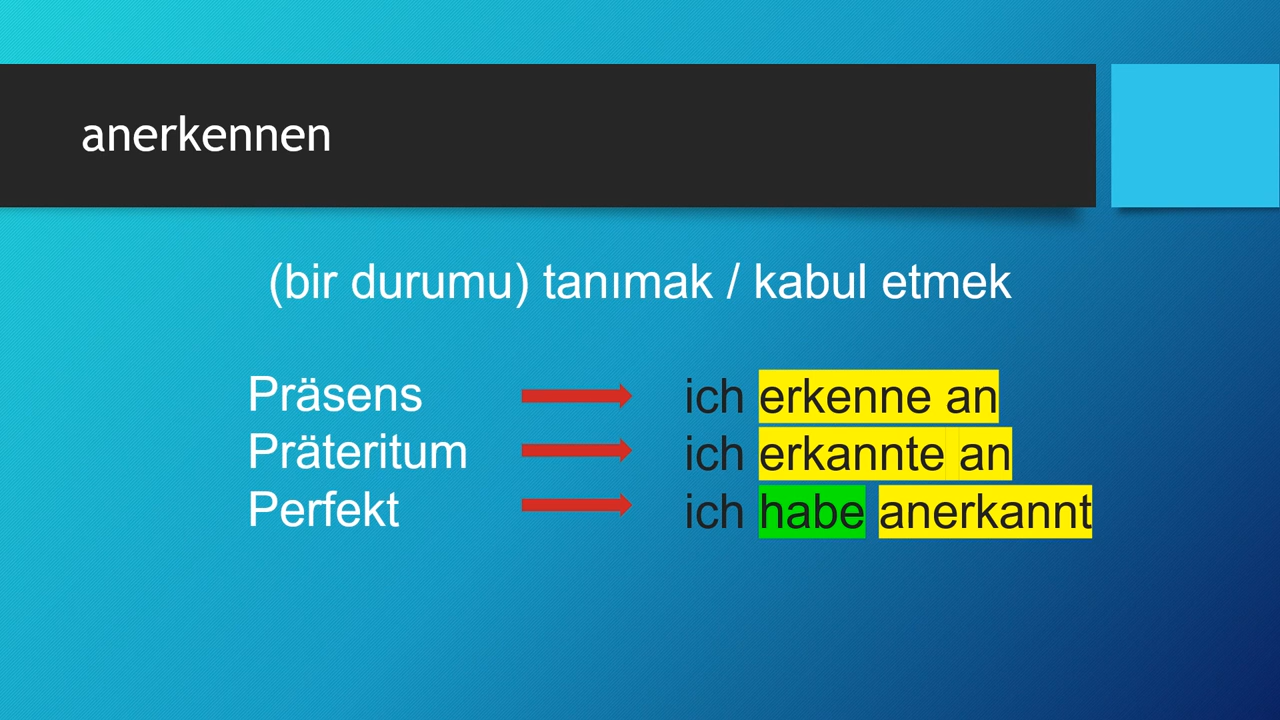 anerkennen
(bir durumu) tanımak / kabul etmek
Präsens ich erkenne an
Präteritum ich erkannte an
Perfekt ich habe anerkannt